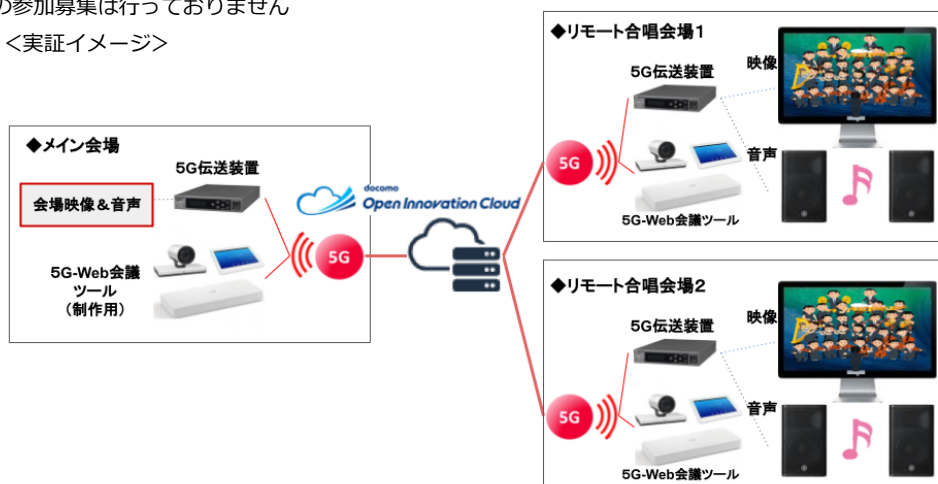 の参加募集は行っておりません
＜実証イメージ＞
◆メイン会場
5G伝送装置
会場映像＆音声
5G-Web会議
ツール
（制作用）
5G
docomo
Open Innovation Cloud
◆リモート合唱会場1
5G伝送装置
映像
5G
音声
5G-Web会議ツール
◆リモート合唱会場2
5G伝送装置
映像
5G
音声
5G-Web会議ツール